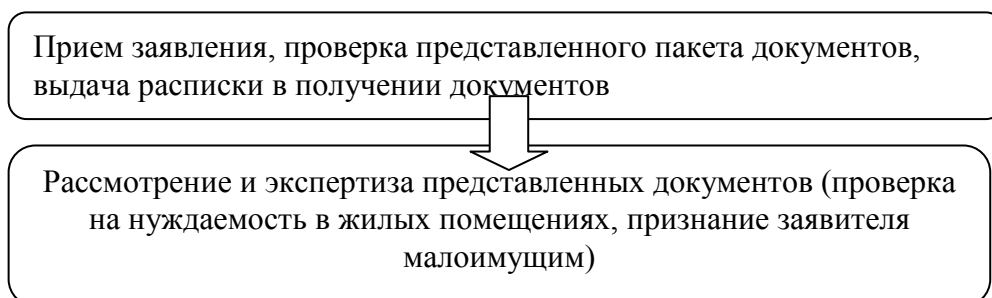 Прием заявления, проверка представленного пакета документов,
выдача расписки в получении документов
Рассмотрение и экспертиза представленных документов (проверка
на нуждаемость в жилых помещениях, признание заявителя
малоимущим)